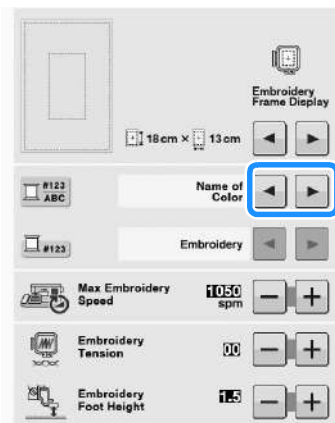 Embroidery
Frame Display
18cm × 13cm
#123
ABC
Name of
Color
#123
Embroidery
Max Embroidery
Speed
1050
spm
Embroidery
Tension
00
Embroidery
Foot Height
1.5